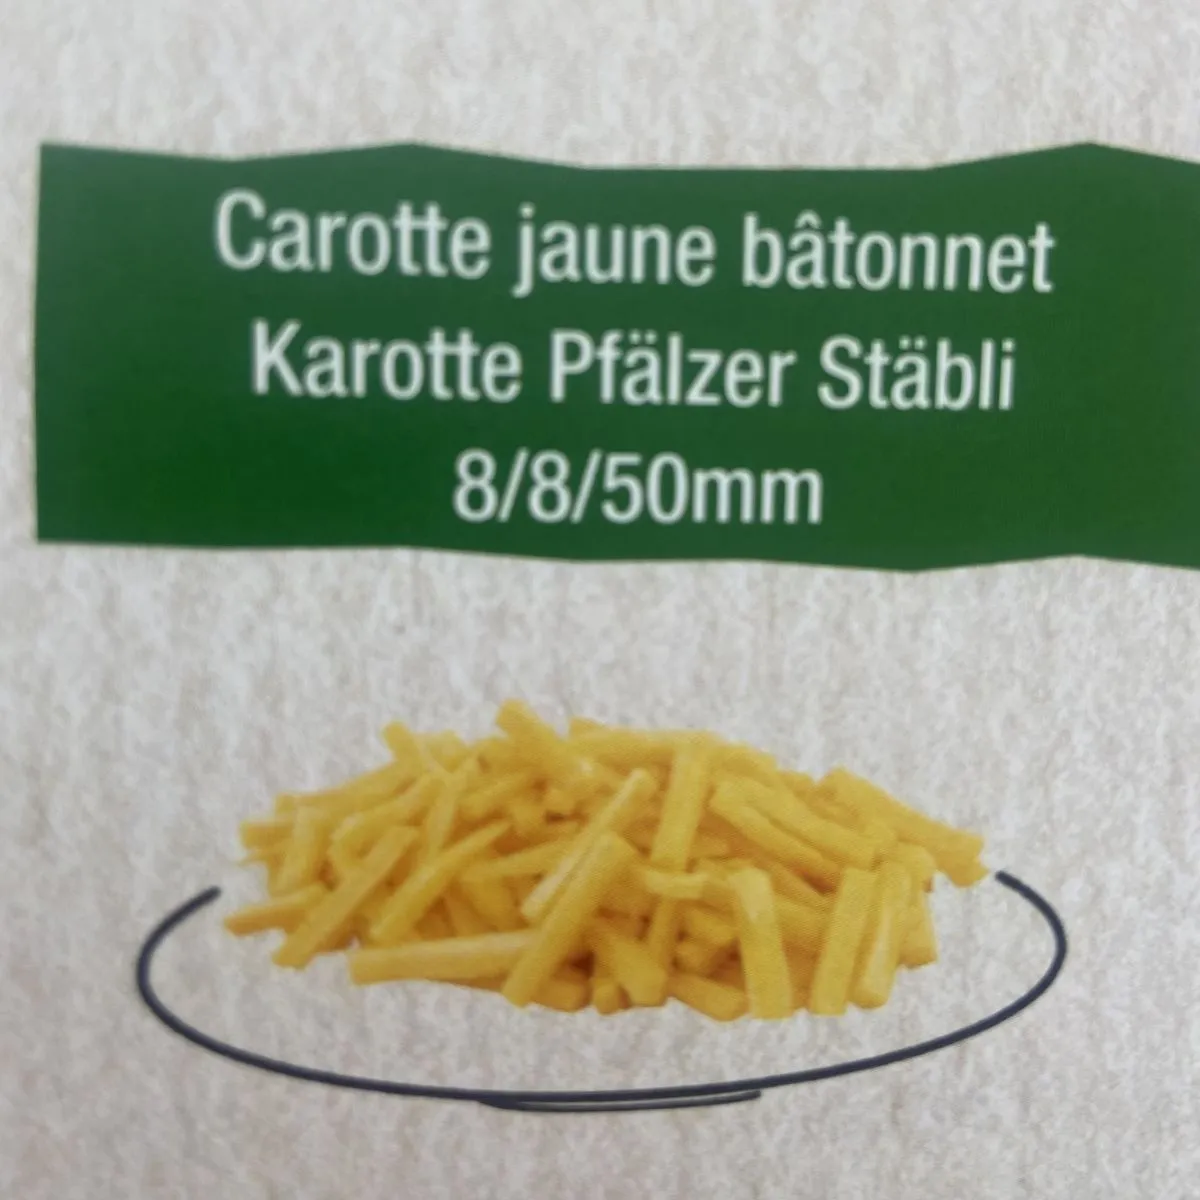 Carotte jaune bâtonnet
Karotte Pfälzer Stäbli
8/8/50mm